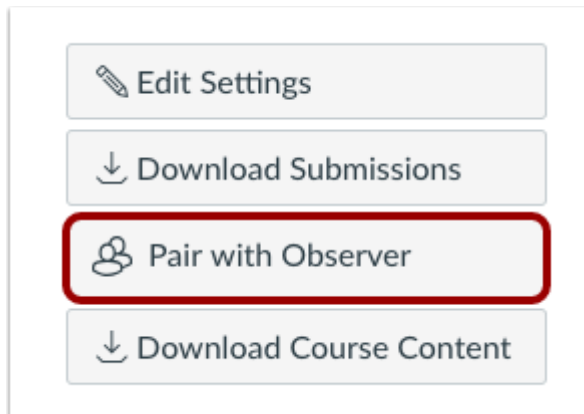 Edit Settings
Download Submissions
Pair with Observer
Download Course Content